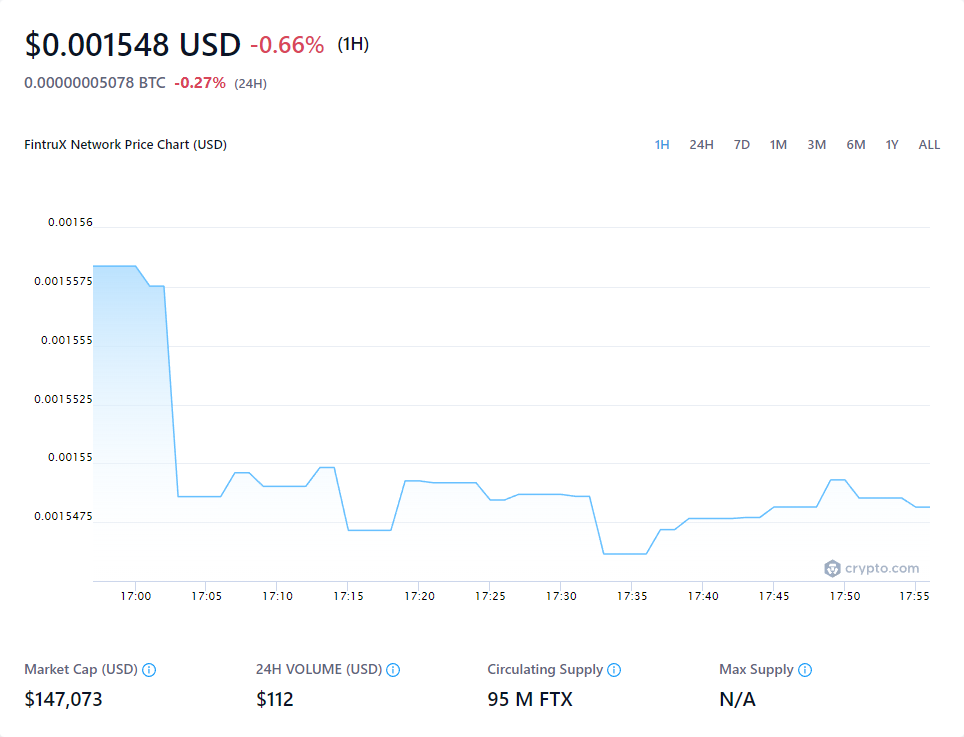 $0.001548 USD -0.66% (1H)
0.00000005078 BTC -0.27% (24H)
FintruX Network Price Chart (USD) 1H 24H 7D 1M 3M 6M 1Y ALL
0.00156
0.0015575
0.001555
0.0015525
0.00155
0.0015475
crypto.com
17:00 17:05 17:10 17:15 17:20 17:25 17:30 17:35 17:40 17:45 17:50 17:55
Market Cap (USD) 24H VOLUME (USD) Circulating Supply Max Supply
$147,073 $112 95 M FTX N/A